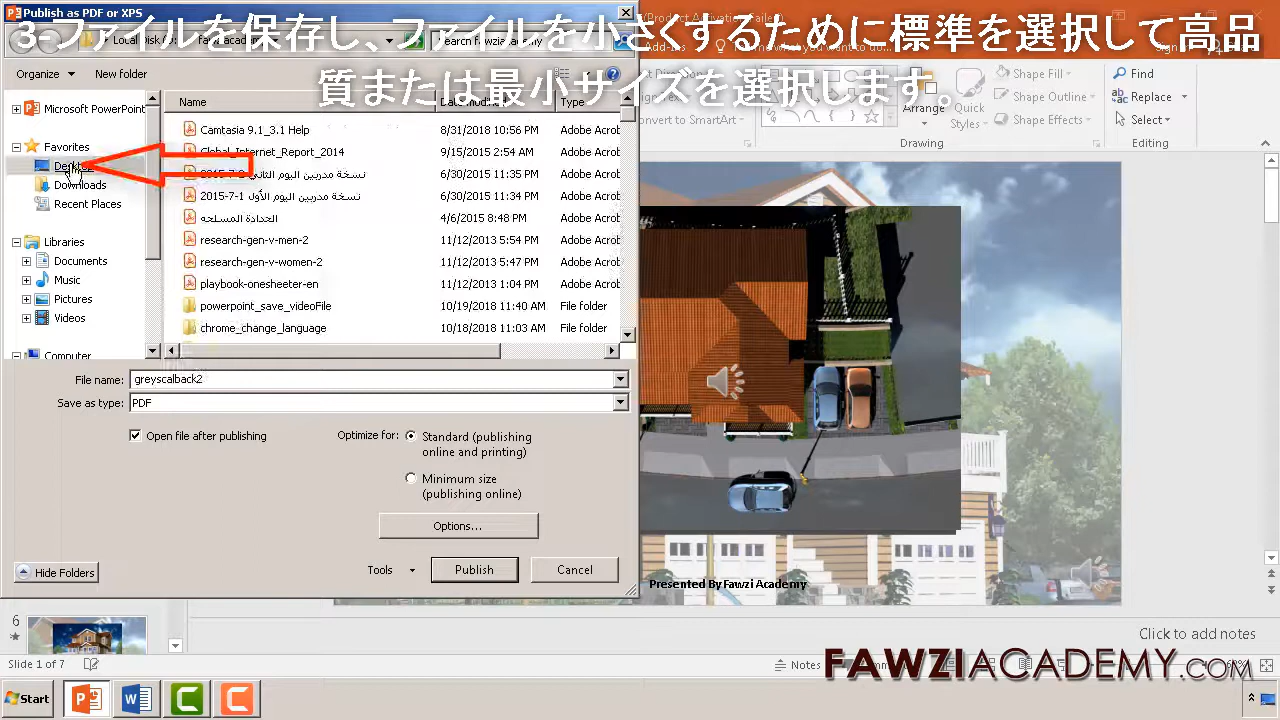 Publish as PDF or XPS
3-ファイルを保存し、ファイルを小さくするために標準を選択して高品
質または最小サイズを選択します。
Organize
New folder
Name
Type
Microsoft PowerPoint
Favorites
Downloads
Recent Places
Libraries
Documents
Music
Pictures
Videos
Computer
Camtasia 9.1_3.1 Help 8/31/2018 10:56 PM Adobe Acrob
Global_Internet_Report_2014 9/15/2015 2:54 AM Adobe Acrob
نسخة مدربين اليوم الثاني 8-7-2015 6/30/2015 11:35 PM Adobe Acrob
نسخة مدربين اليوم الأول 1-7-2015 6/30/2015 11:34 PM Adobe Acrob
4/6/2015 8:48 PM Adobe Acrob
research-gen-v-men-2 11/12/2013 5:54 PM Adobe Acrob
research-gen-v-women-2 11/12/2013 5:47 PM Adobe Acrob
playbook-onesheeter-en 11/12/2013 1:04 PM Adobe Acrob
powerpoint_save_videoFile 10/19/2018 11:40 AM File folder
chrome_change_language 10/18/2018 11:03 AM File folder
File name: greyscalback2
Save as type: PDF
Open file after publishing
Optimize for:
Standard (publishing
online and printing)
Minimum size
(publishing online)
Options...
Tools
Publish
Cancel
Hide Folders
Shape Fill
Shape Outline
Shape Effects
Arrange
Quick
Styles
Drawing
Find
Replace
Select
Editing
Presented By Fawzi Academy
6
Click to add notes
Slide 1 of 7
Notes
FAWZIACADEMY.COM
Start